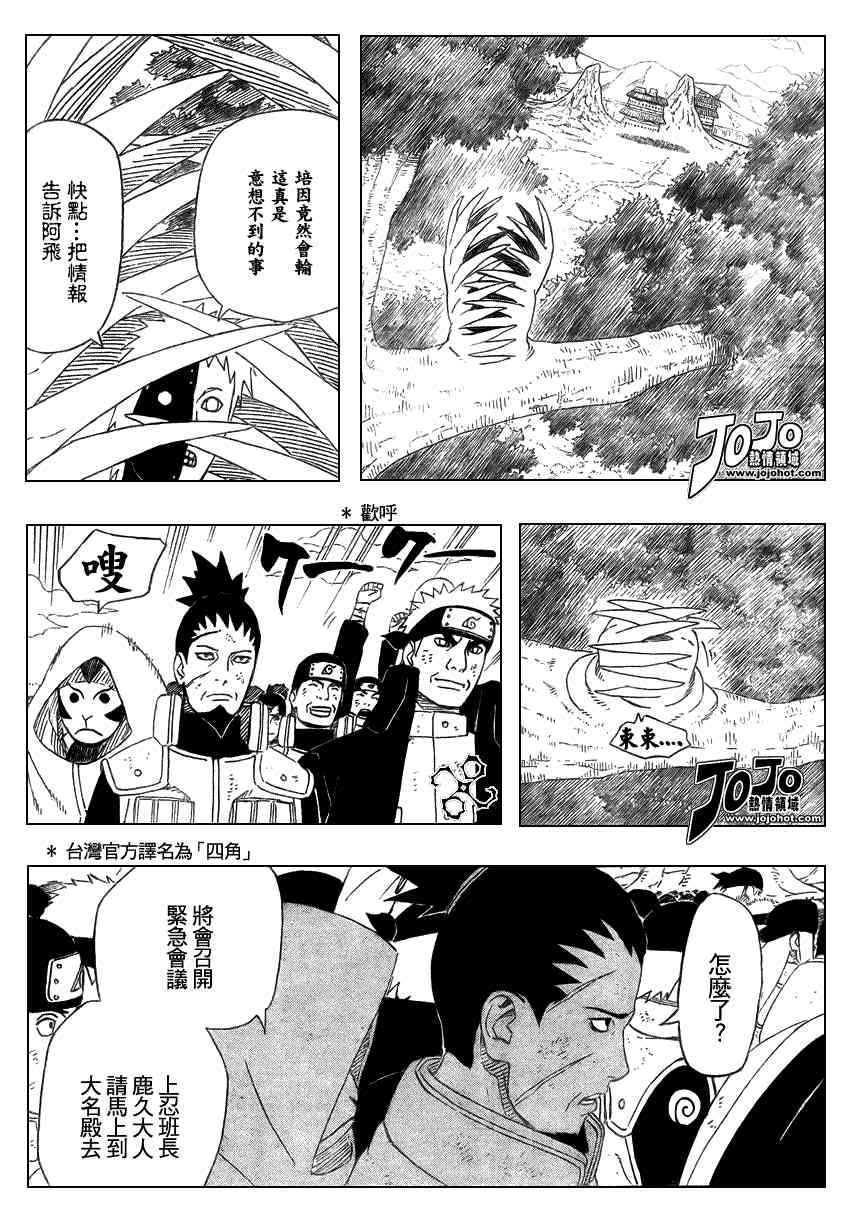 培因竟然會輸
這真是
意想不到的事
快點…把情報
告訴阿飛
JOJO
熱情領域
www.jojohot.com
＊ 歡呼
束束....
JOJO
熱情領域
www.jojohot.com
クークー
嗖
＊ 台灣官方譯名為「四角」
怎麼了？
將會召開
緊急會議
上忍班長
鹿久大人
請馬上到
大名殿去